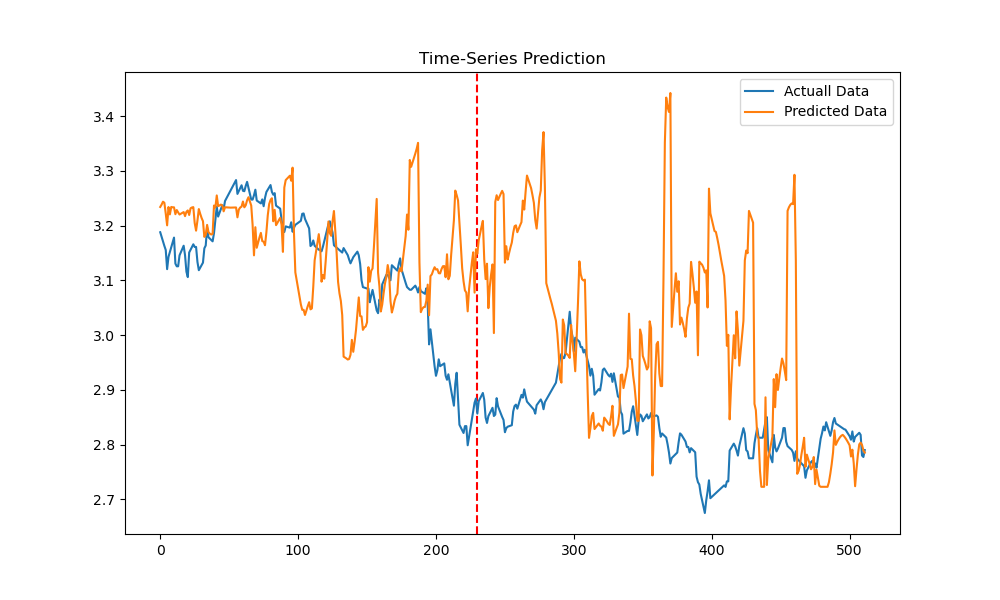 Time-Series Prediction
Actuall Data
Predicted Data
3.4
3.3
3.2
3.1
3.0
2.9
2.8
2.7
0 100 200 300 400 500